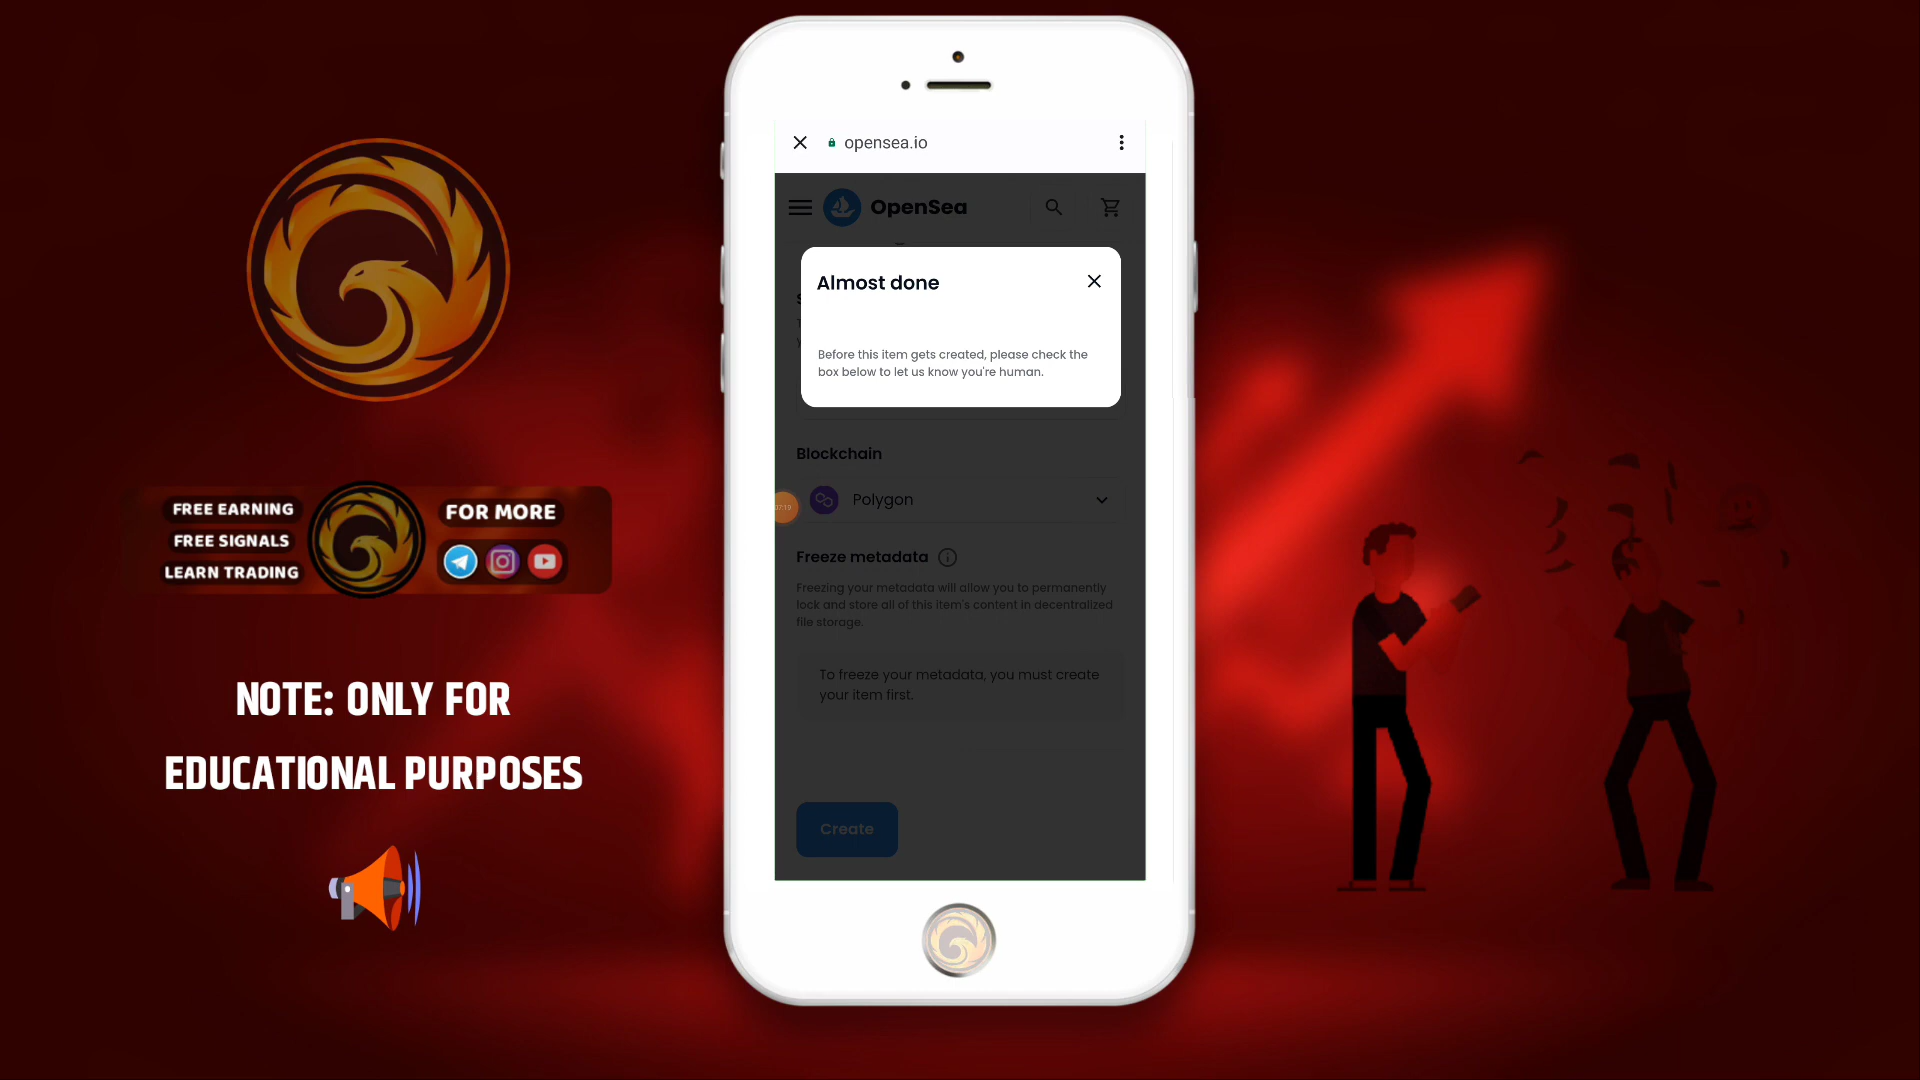 FREE EARNING
FREE SIGNALS
LEARN TRADING
FOR MORE
NOTE: ONLY FOR
EDUCATIONAL PURPOSES
opensea.io
OpenSea
Almost done
Before this item gets created, please check the
box below to let us know you're human.
Blockchain
Polygon
07:19
Freeze metadata
Freezing your metadata will allow you to permanently
lock and store all of this item's content in decentralized
file storage.
To freeze your metadata, you must create
your item first.
Create